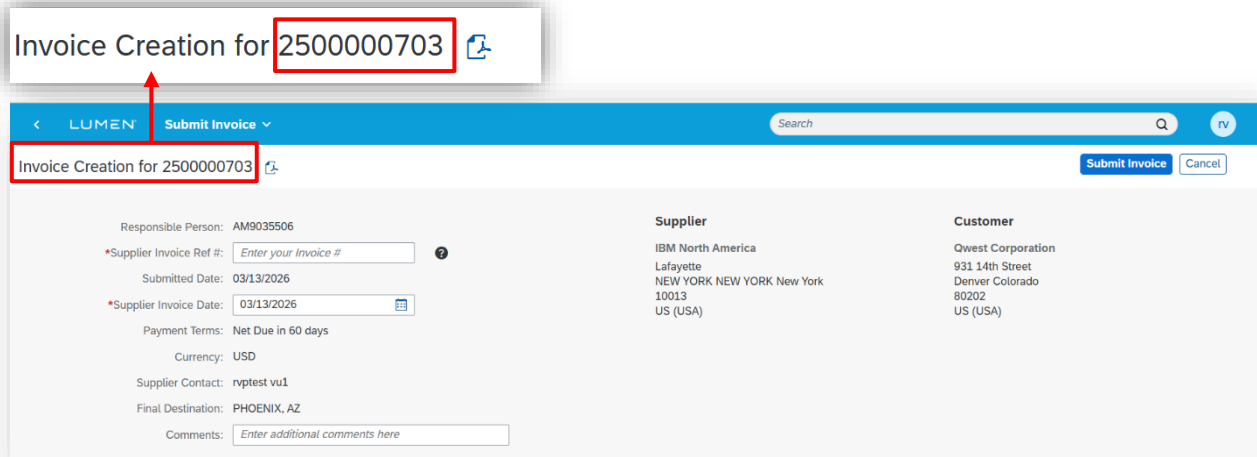 Invoice Creation for 2500000703
LUMEN Submit Invoice Search rv
Invoice Creation for 2500000703 Submit Invoice Cancel
Responsible Person: AM9035506
*Supplier Invoice Ref #: Enter your Invoice # ?
Submitted Date: 03/13/2026
*Supplier Invoice Date: 03/13/2026
Payment Terms: Net Due in 60 days
Currency: USD
Supplier Contact: rvptest vu1
Final Destination: PHOENIX, AZ
Comments: Enter additional comments here
Supplier
IBM North America
Lafayette
NEW YORK NEW YORK New York
10013
US (USA)
Customer
Qwest Corporation
931 14th Street
Denver Colorado
80202
US (USA)